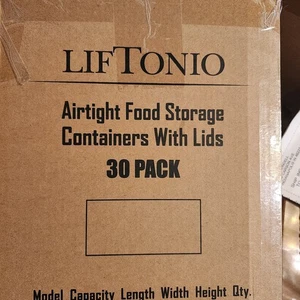 LIFTONIO
Airtight Food Storage
Containers With Lids
30 PACK
Model Capacity Length Width Height Qty.